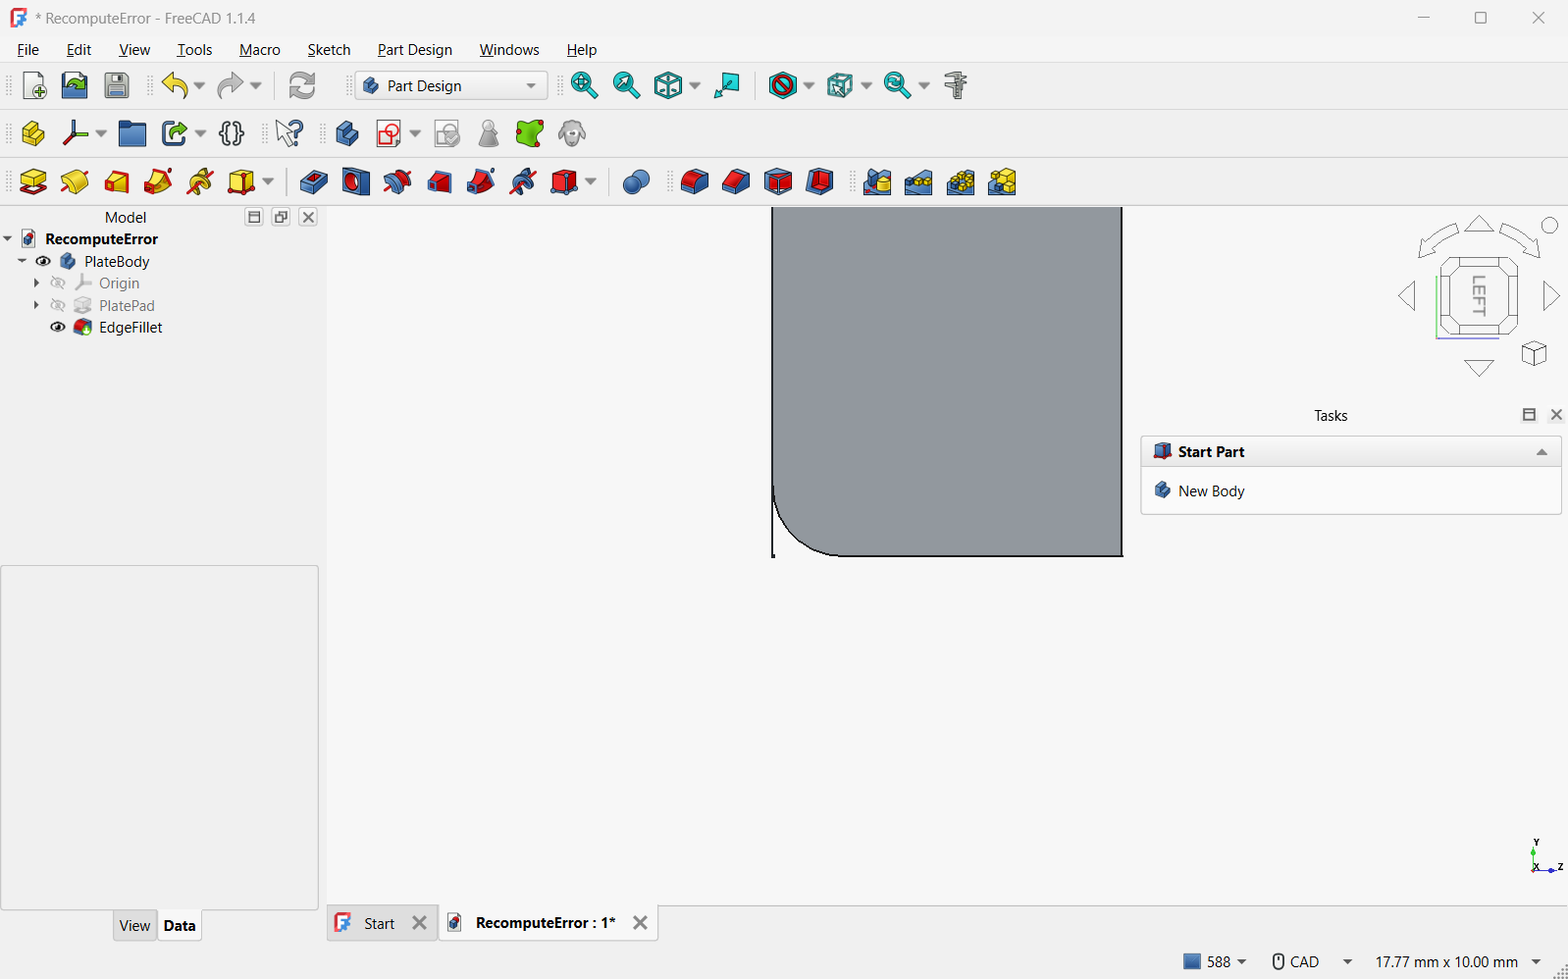 * RecomputeError - FreeCAD 1.1.4
File Edit View Tools Macro Sketch Part Design Windows Help
Part Design
Model
RecomputeError
PlateBody
Origin
PlatePad
EdgeFillet
LEFT
Tasks
Start Part
New Body
Y
X Z
View Data
Start RecomputeError : 1*
588 CAD 17.77 mm x 10.00 mm